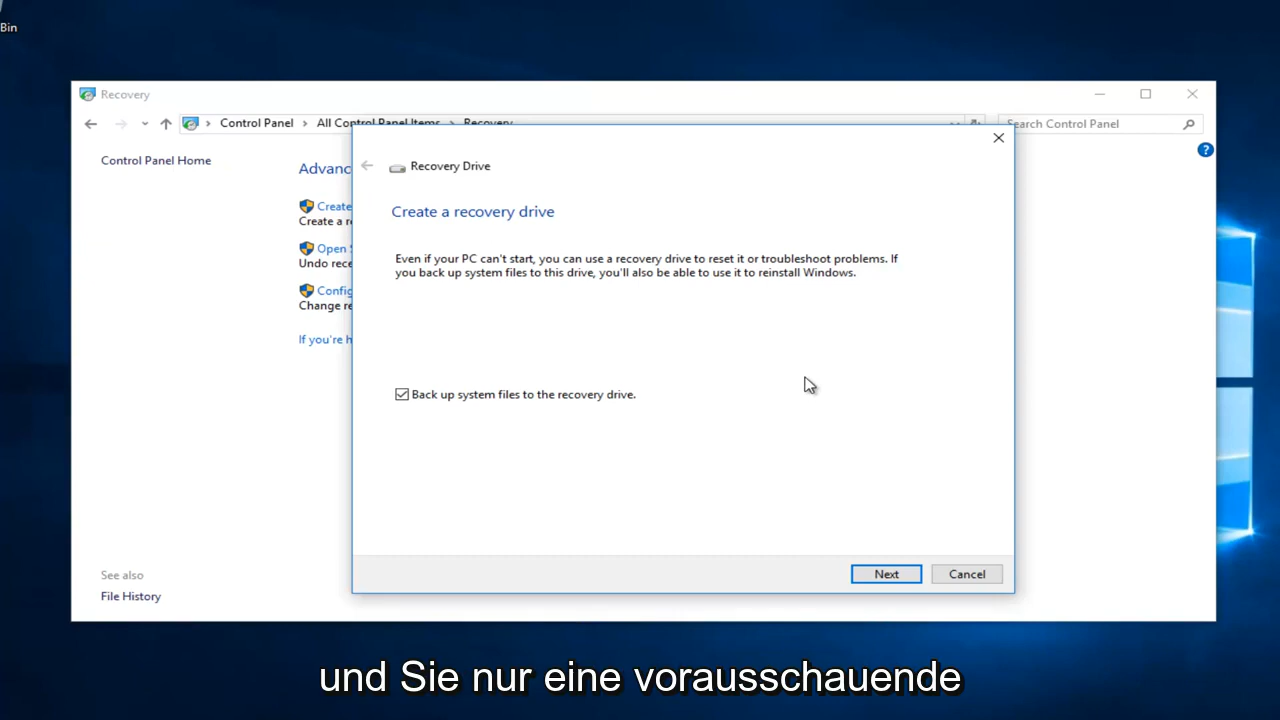 Bin
Recovery
Control Panel > All Control Panel Items > Recovery
Search Control Panel
Control Panel Home
Advanc
Create
Create a r
Open
Undo rece
Config
Change re
If you're h
Recovery Drive
Create a recovery drive
Even if your PC can't start, you can use a recovery drive to reset it or troubleshoot problems. If
you back up system files to this drive, you'll also be able to use it to reinstall Windows.
Back up system files to the recovery drive.
Next
Cancel
See also
File History
und Sie nur eine vorausschauende